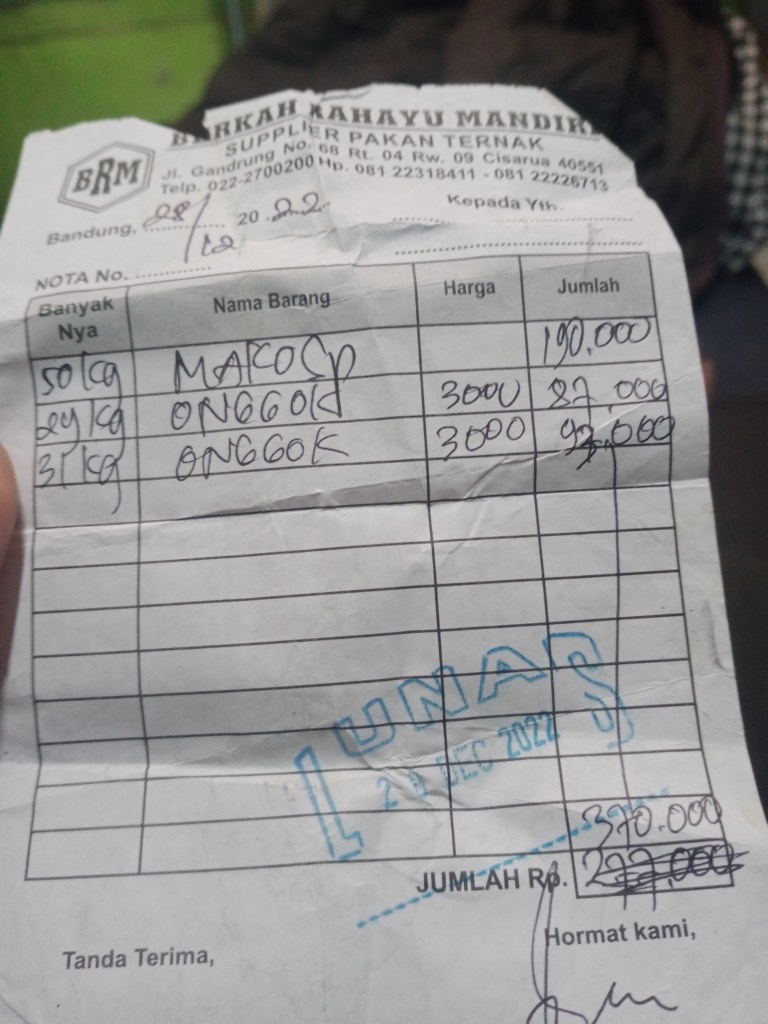 BARKAH RAHAYU MANDIRI
SUPPLIER PAKAN TERNAK
BRM
Jl. Gandrung No. 68 Rt. 04 Rw. 09 Cisarua 40551
Telp. 022-2700200 Hp. 081 22318411 - 081 22226713
Bandung, 28/12 2022
Kepada Yth.
NOTA No.
Banyak Nya Nama Barang Harga Jumlah
50 kg MAKO 190.000
29 kg ONGGOK 3000 87.000
31 kg ONGGOK 3000 93.000
LUNAS
DEC 2022
370.000
JUMLAH Rp. 277.000
Tanda Terima,
Hormat kami,